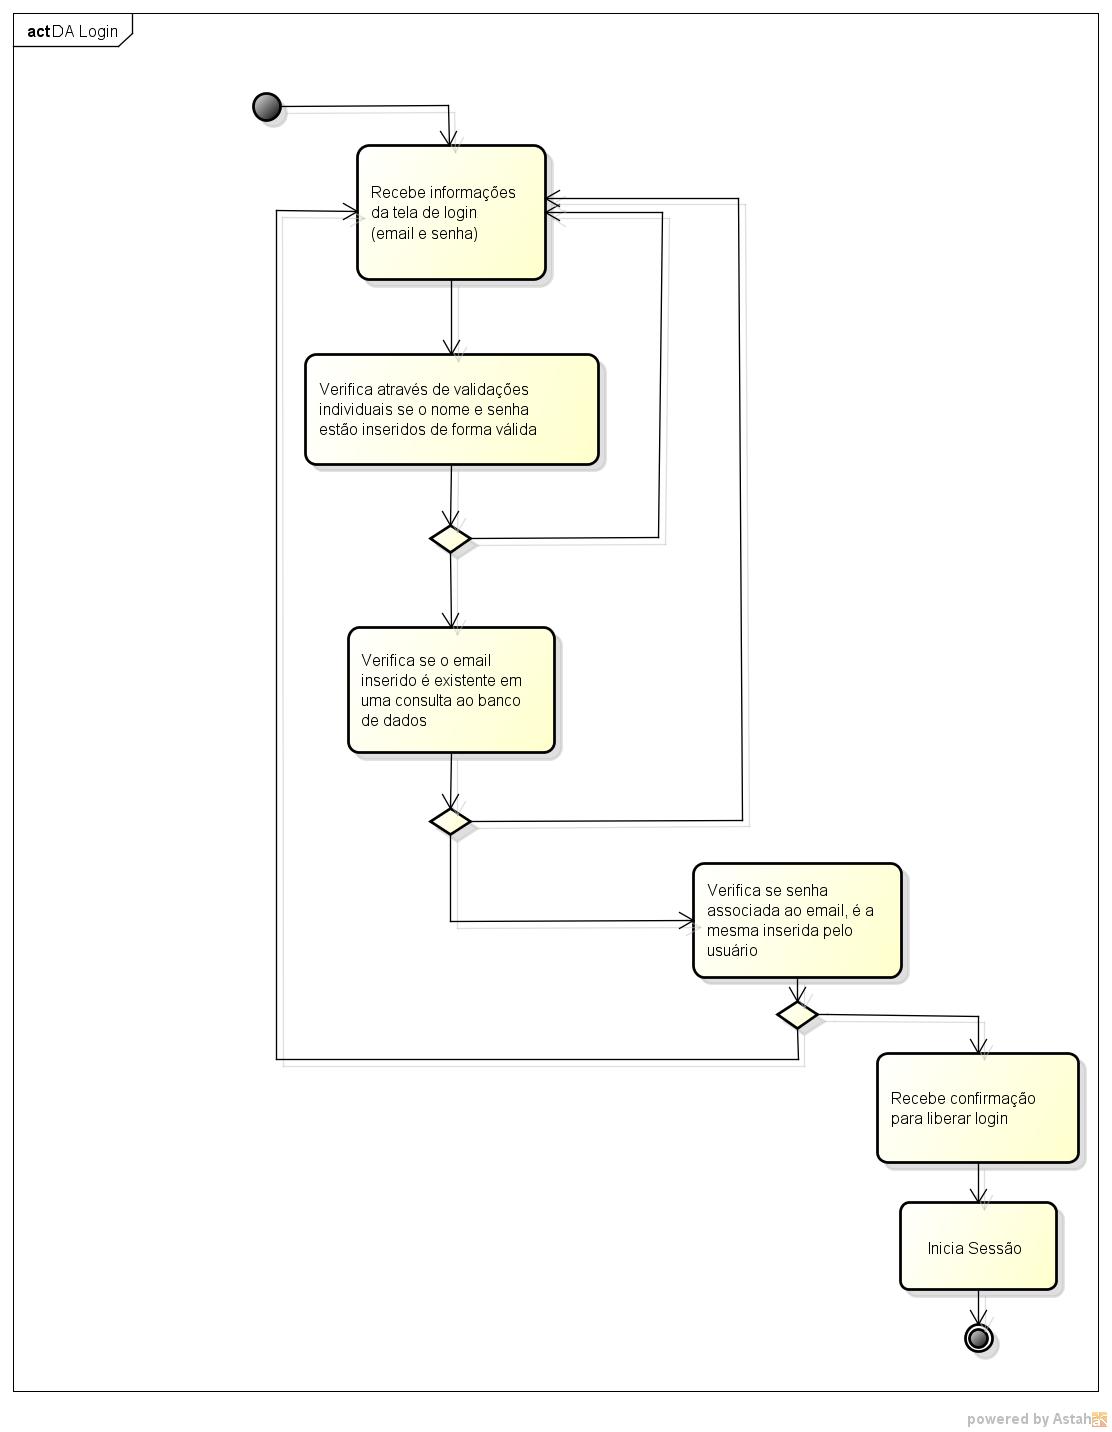 act DA Login
Recebe informações
da tela de login
(email e senha)
Verifica através de validações
individuais se o nome e senha
estão inseridos de forma válida
Verifica se o email
inserido é existente em
uma consulta ao banco
de dados
Verifica se senha
associada ao email, é a
mesma inserida pelo
usuário
Recebe confirmação
para liberar login
Inicia Sessão
powered by Astah